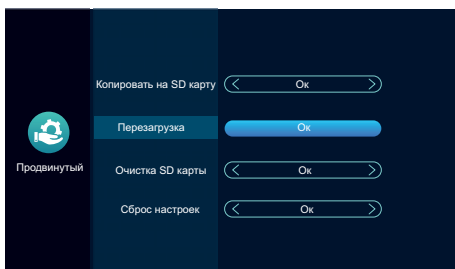 Копировать на SD карту Ок
Перезагрузка Ок
Продвинутый
Очистка SD карты Ок
Сброс настроек Ок